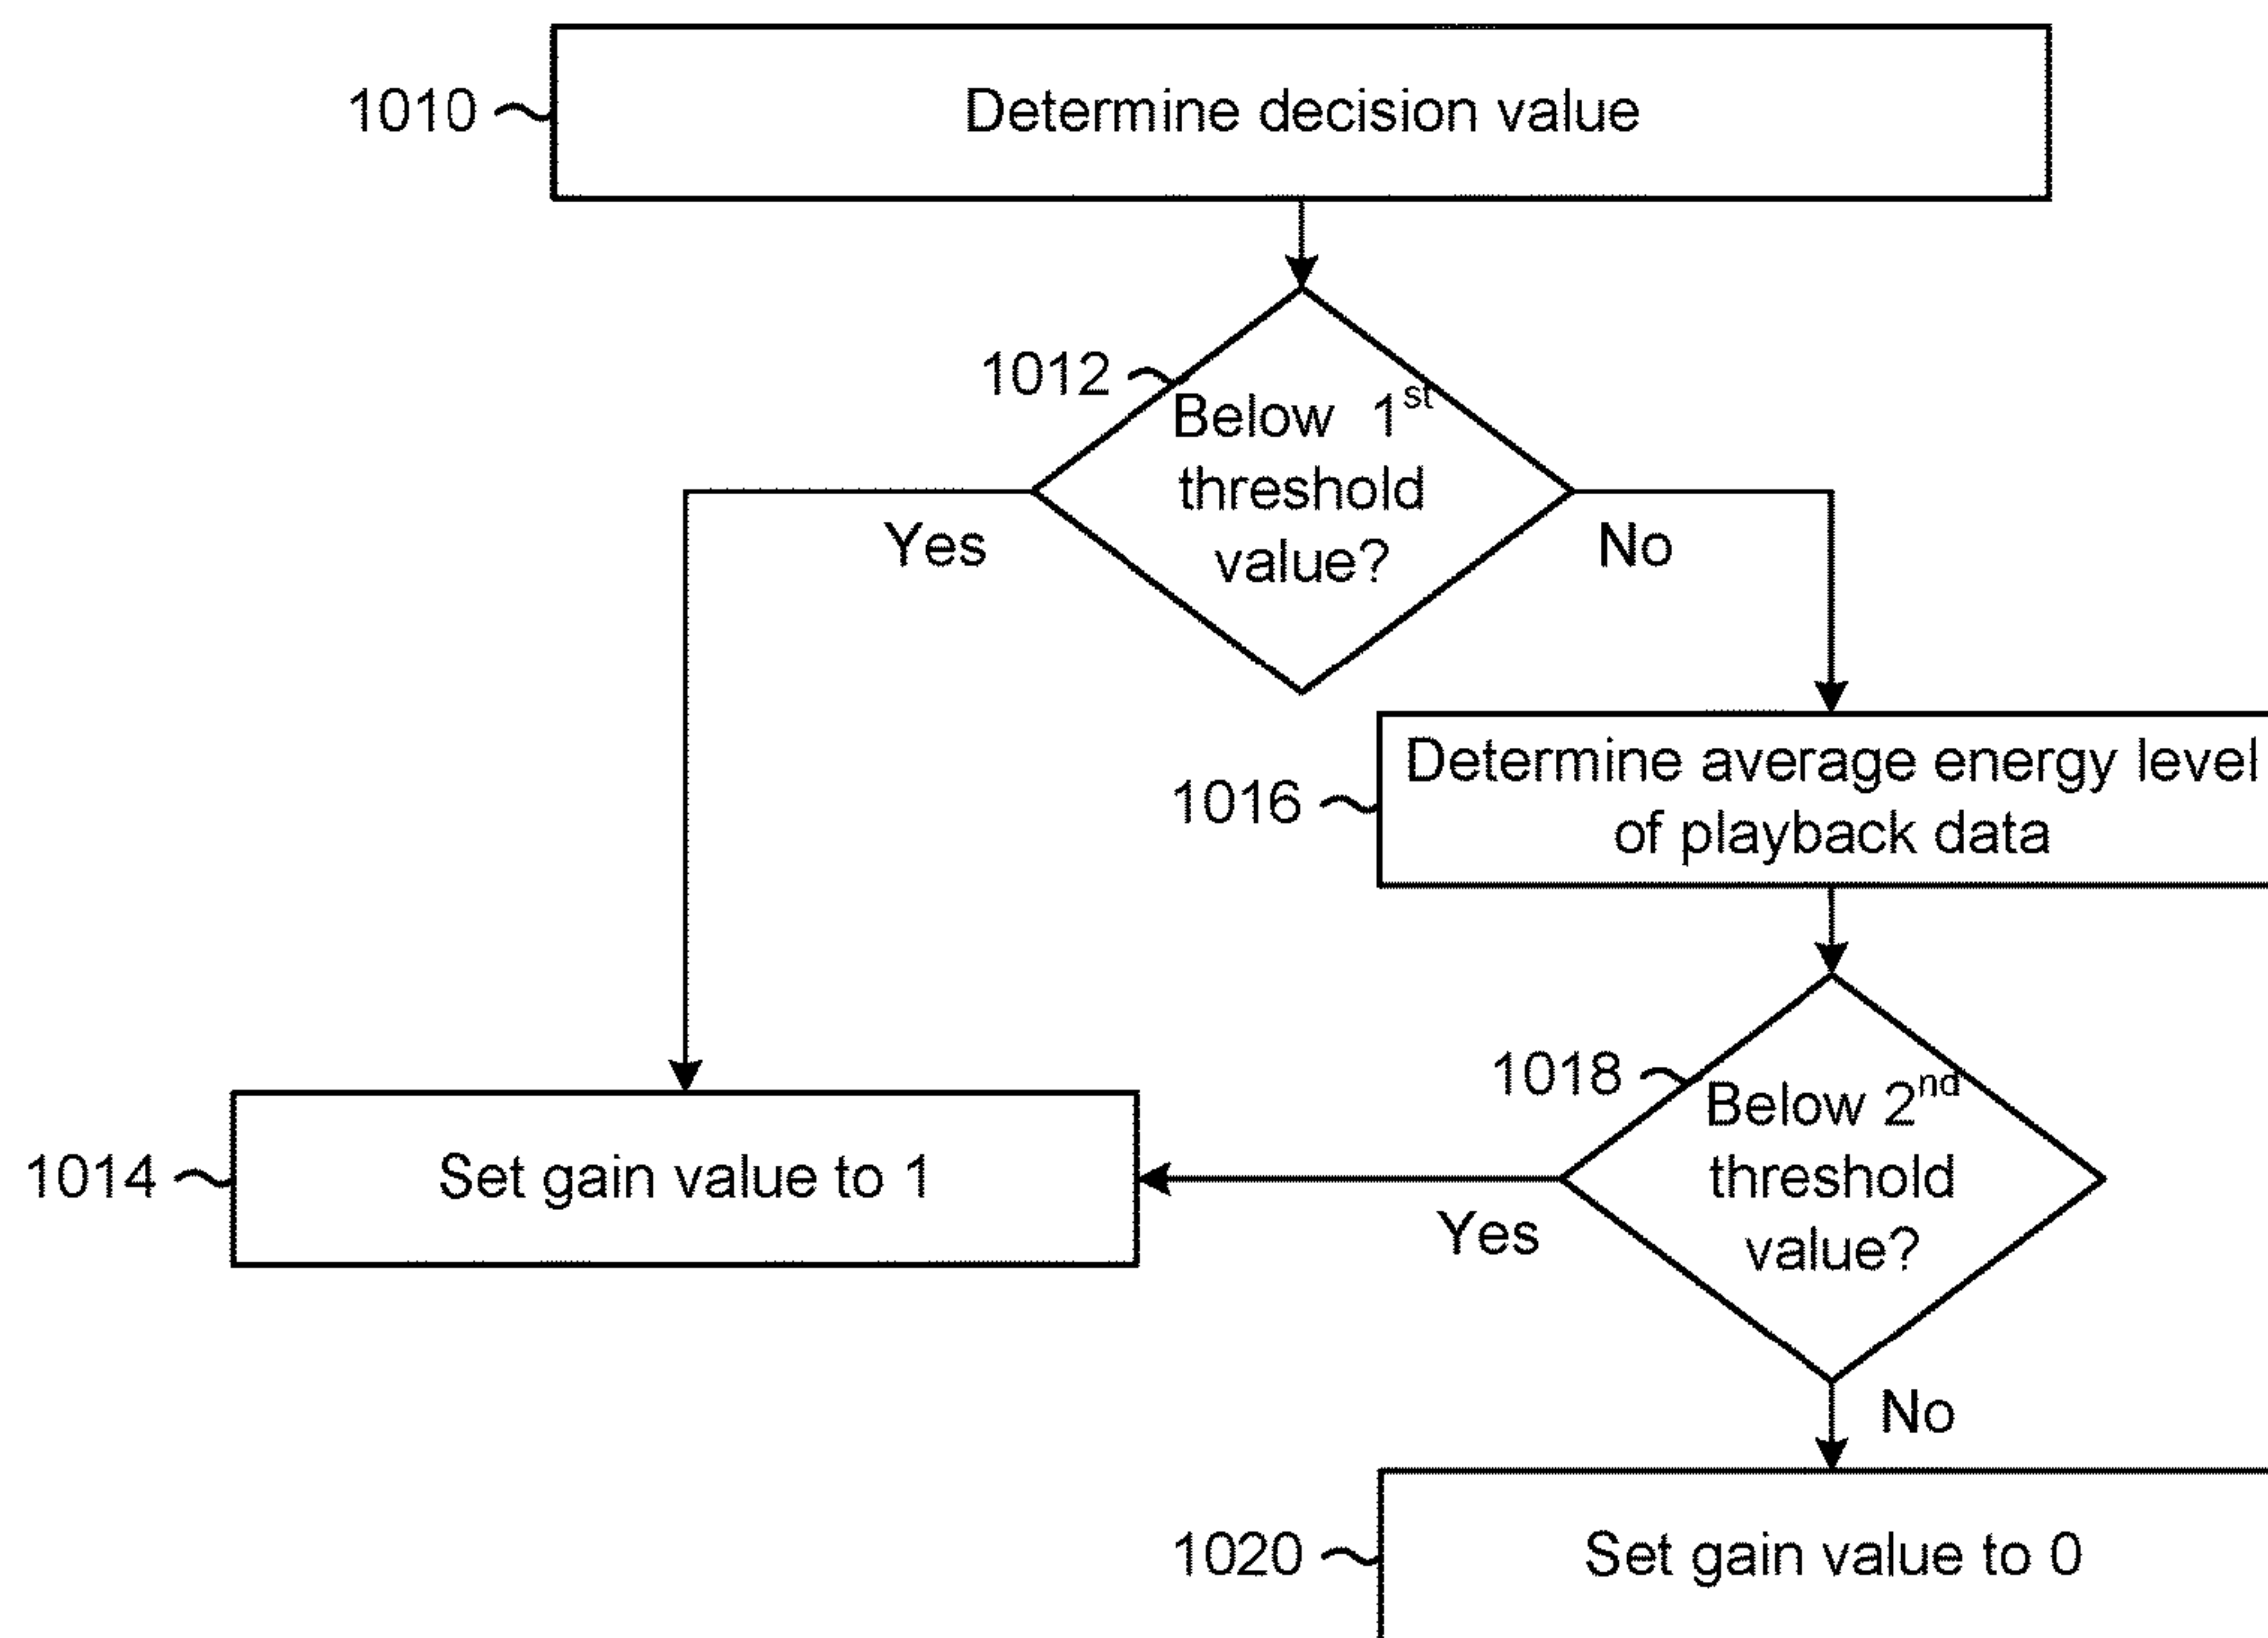 1010
Determine decision value
1012
Below 1st
threshold
value?
Yes
No
Determine average energy level
1016
of playback data
1018
Below 2nd
threshold
value?
1014
Set gain value to 1
Yes
No
1020
Set gain value to 0